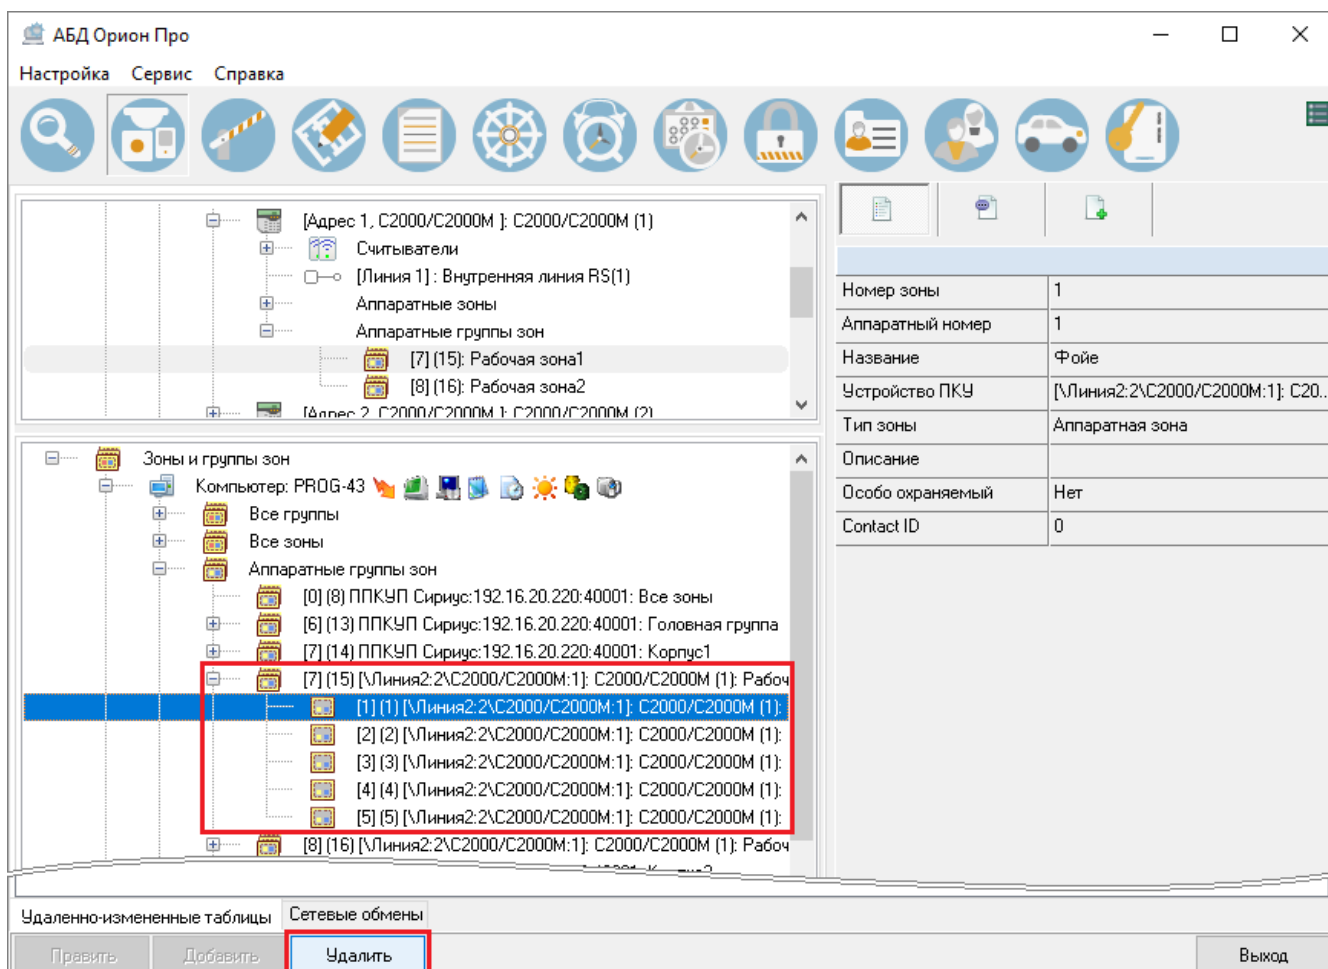 АБД Орион Про
Настройка Сервис Справка
[Адрес 1, С2000/С2000М ]: С2000/С2000М (1)
Считыватели
[Линия 1] : Внутренняя линия RS(1)
Аппаратные зоны
Аппаратные группы зон
[7] (15): Рабочая зона1
[8] (16): Рабочая зона2
[Адрес 2, С2000/С2000М ]: С2000/С2000М (2)
Зоны и группы зон
Компьютер: PROG-43
Все группы
Все зоны
Аппаратные группы зон
[0] (8) ППКУП Сириус:192.16.20.220:40001: Все зоны
[6] (13) ППКУП Сириус:192.16.20.220:40001: Головная группа
[7] (14) ППКУП Сириус:192.16.20.220:40001: Корпус1
[7] (15) [\Линия2:2\С2000/С2000М:1]: С2000/С2000М (1): Рабоч
[1] (1) [\Линия2:2\С2000/С2000М:1]: С2000/С2000М (1):
[2] (2) [\Линия2:2\С2000/С2000М:1]: С2000/С2000М (1):
[3] (3) [\Линия2:2\С2000/С2000М:1]: С2000/С2000М (1):
[4] (4) [\Линия2:2\С2000/С2000М:1]: С2000/С2000М (1):
[5] (5) [\Линия2:2\С2000/С2000М:1]: С2000/С2000М (1):
[8] (16) [\Линия2:2\С2000/С2000М:1]: С2000/С2000М (1): Рабоч
Номер зоны 1
Аппаратный номер 1
Название Фойе
Устройство ПКУ [\Линия2:2\С2000/С2000М:1]: С20...
Тип зоны Аппаратная зона
Описание
Особо охраняемый Нет
Contact ID 0
Удаленно-измененные таблицы Сетевые обмены
Править Добавить Удалить Выход